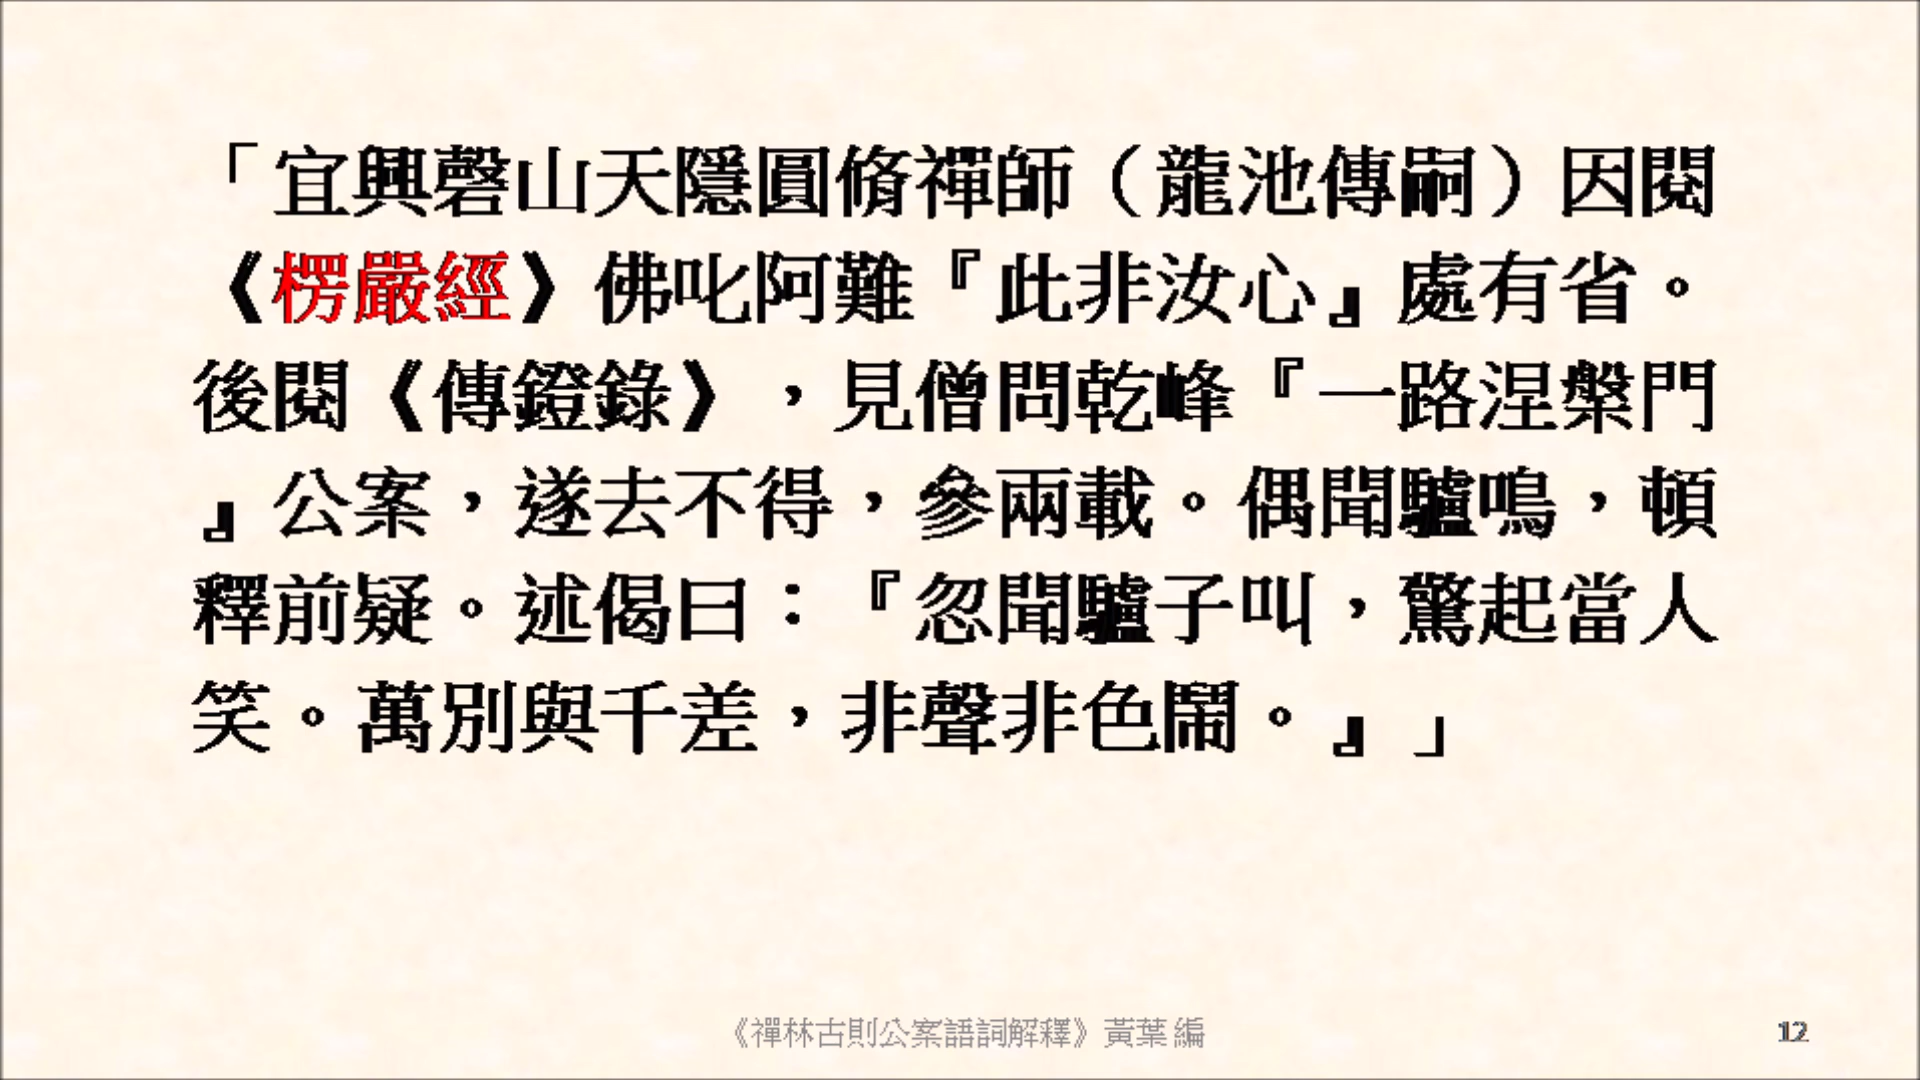 「宜興磬山天隱圓脩禪師（龍池傳嗣）因閱
《楞嚴經》佛叱阿難『此非汝心』處有省。
後閱《傳鐙錄》，見僧問乾峰『一路涅槃門
』公案，遂去不得，參兩載。偶聞驢鳴，頓
釋前疑。述偈曰：『忽聞驢子叫，驚起當人
笑。萬別與千差，非聲非色鬧。』」
《禪林古則公案語詞解釋》黃葉 編
12